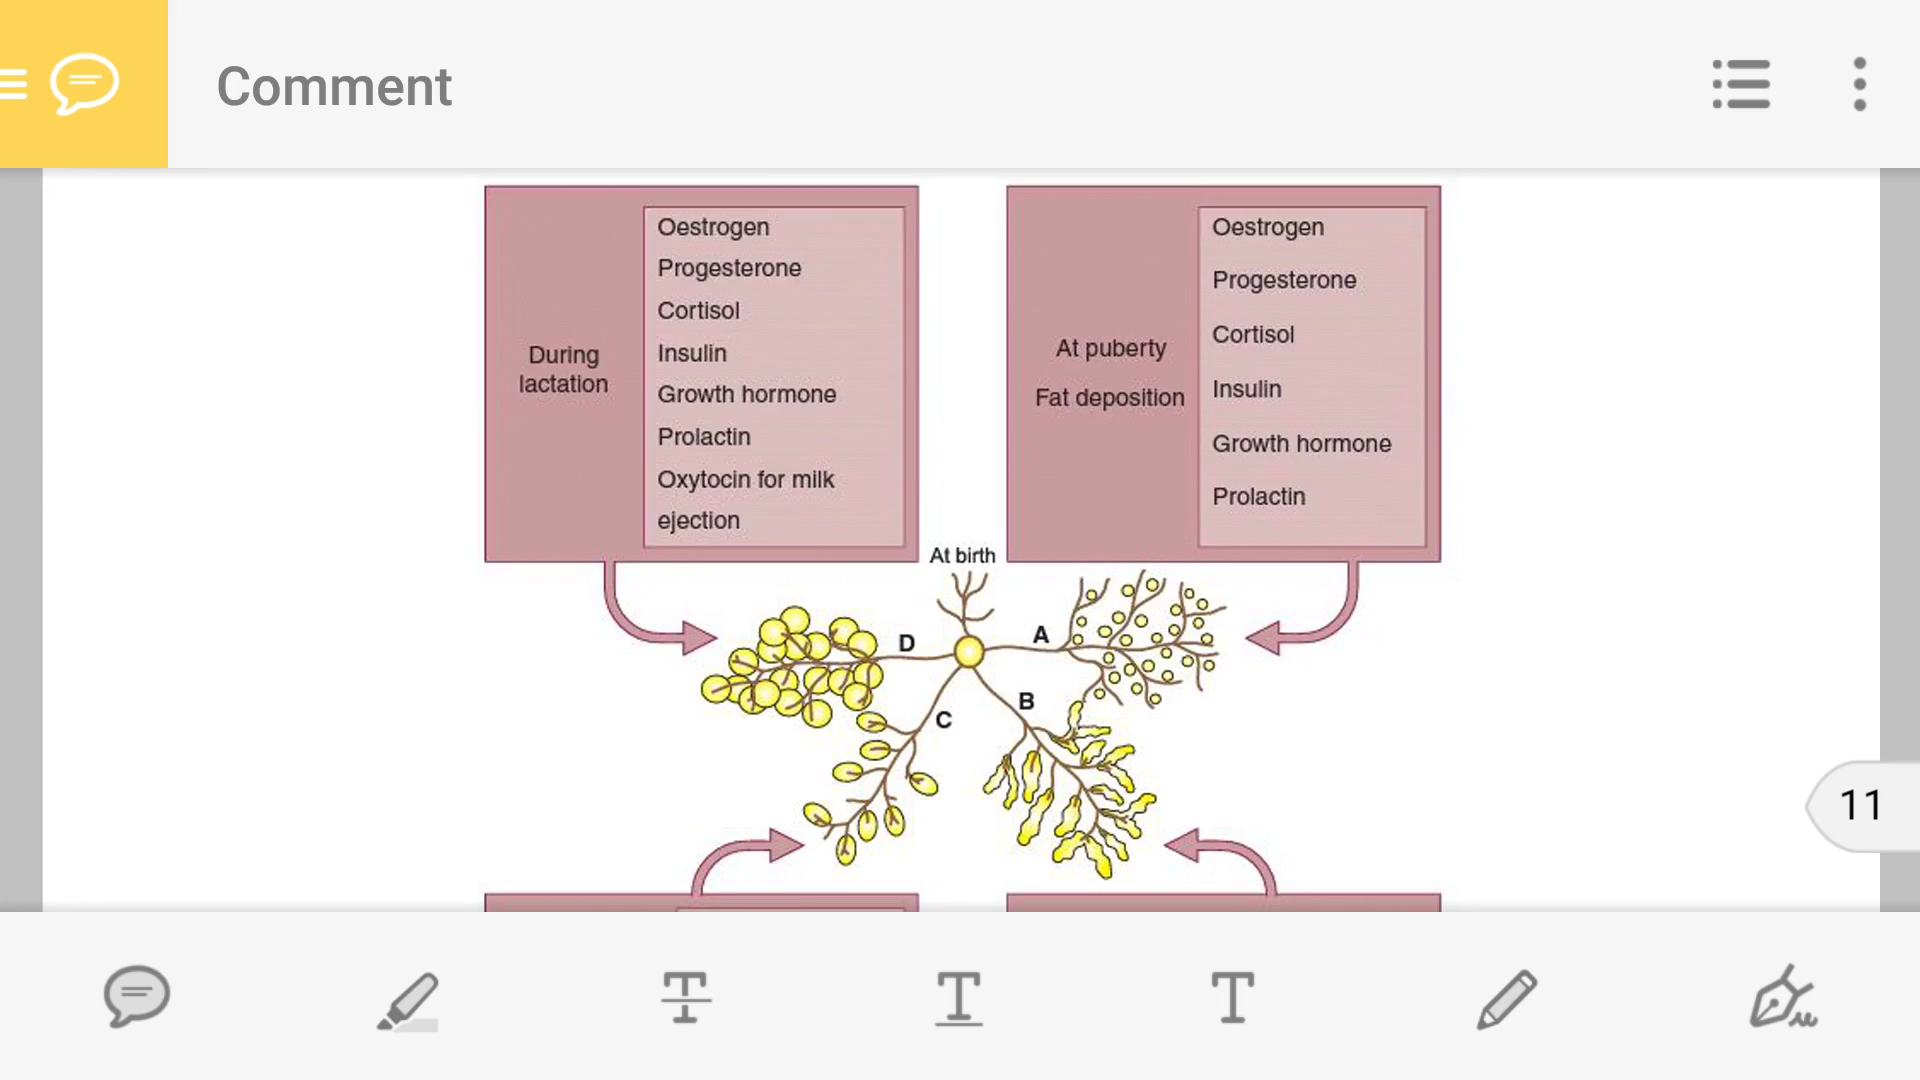 Comment
During
lactation
Oestrogen
Progesterone
Cortisol
Insulin
Growth hormone
Prolactin
Oxytocin for milk
ejection
At puberty
Fat deposition
Oestrogen
Progesterone
Cortisol
Insulin
Growth hormone
Prolactin
At birth
D
A
C
B
11